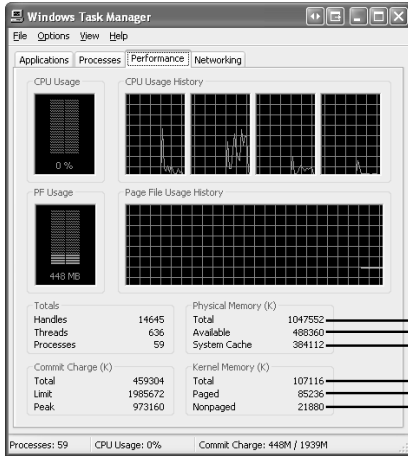 Windows Task Manager
File Options View Help
Applications Processes Performance Networking
CPU Usage CPU Usage History
0 %
PF Usage Page File Usage History
448 MB
Totals
Handles 14645
Threads 636
Processes 59
Physical Memory (K)
Total 1047552
Available 488360
System Cache 384112
Commit Charge (K)
Total 459304
Limit 1985672
Peak 973160
Kernel Memory (K)
Total 107116
Paged 85236
Nonpaged 21880
Processes: 59 CPU Usage: 0% Commit Charge: 448M / 1939M